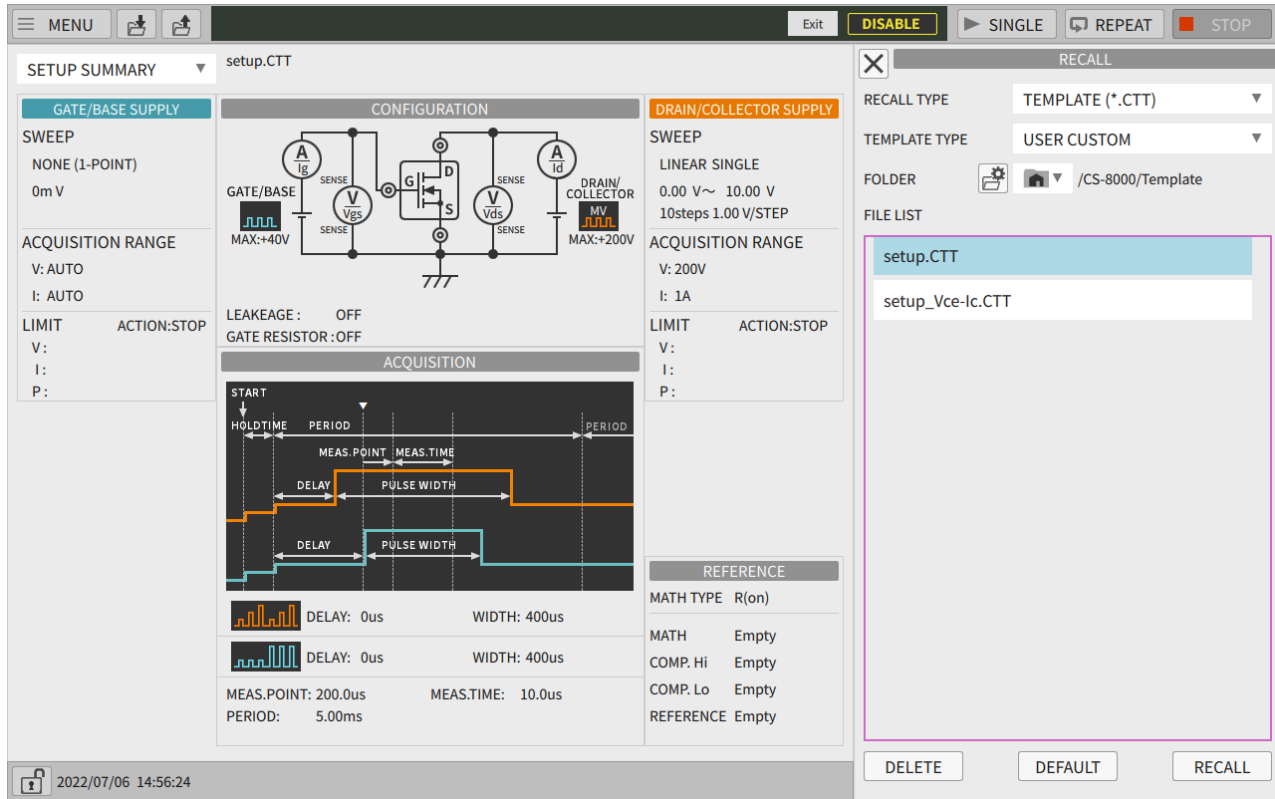 MENU
Exit
DISABLE
SINGLE
REPEAT
STOP
SETUP SUMMARY
setup.CTT
GATE/BASE SUPPLY
SWEEP
NONE (1-POINT)
0m V
ACQUISITION RANGE
V: AUTO
I: AUTO
LIMIT ACTION:STOP
V :
I :
P :
CONFIGURATION
A
Ig
SENSE
V
Vgs
SENSE
GATE/BASE
MAX:+40V
G
D
S
SENSE
V
Vds
SENSE
A
Id
DRAIN/
COLLECTOR
MV
MAX:+200V
LEAKEAGE : OFF
GATE RESISTOR :OFF
ACQUISITION
START
HOLDTIME PERIOD PERIOD
MEAS.POINT MEAS.TIME
DELAY PULSE WIDTH
DELAY PULSE WIDTH
DELAY: 0us WIDTH: 400us
DELAY: 0us WIDTH: 400us
MEAS.POINT: 200.0us MEAS.TIME: 10.0us
PERIOD: 5.00ms
DRAIN/COLLECTOR SUPPLY
SWEEP
LINEAR SINGLE
0.00 V～ 10.00 V
10steps 1.00 V/STEP
ACQUISITION RANGE
V: 200V
I: 1A
LIMIT ACTION:STOP
V :
I :
P :
REFERENCE
MATH TYPE R(on)
MATH Empty
COMP. Hi Empty
COMP. Lo Empty
REFERENCE Empty
RECALL
RECALL TYPE TEMPLATE (*.CTT)
TEMPLATE TYPE USER CUSTOM
FOLDER /CS-8000/Template
FILE LIST
setup.CTT
setup_Vce-Ic.CTT
DELETE DEFAULT RECALL
2022/07/06 14:56:24